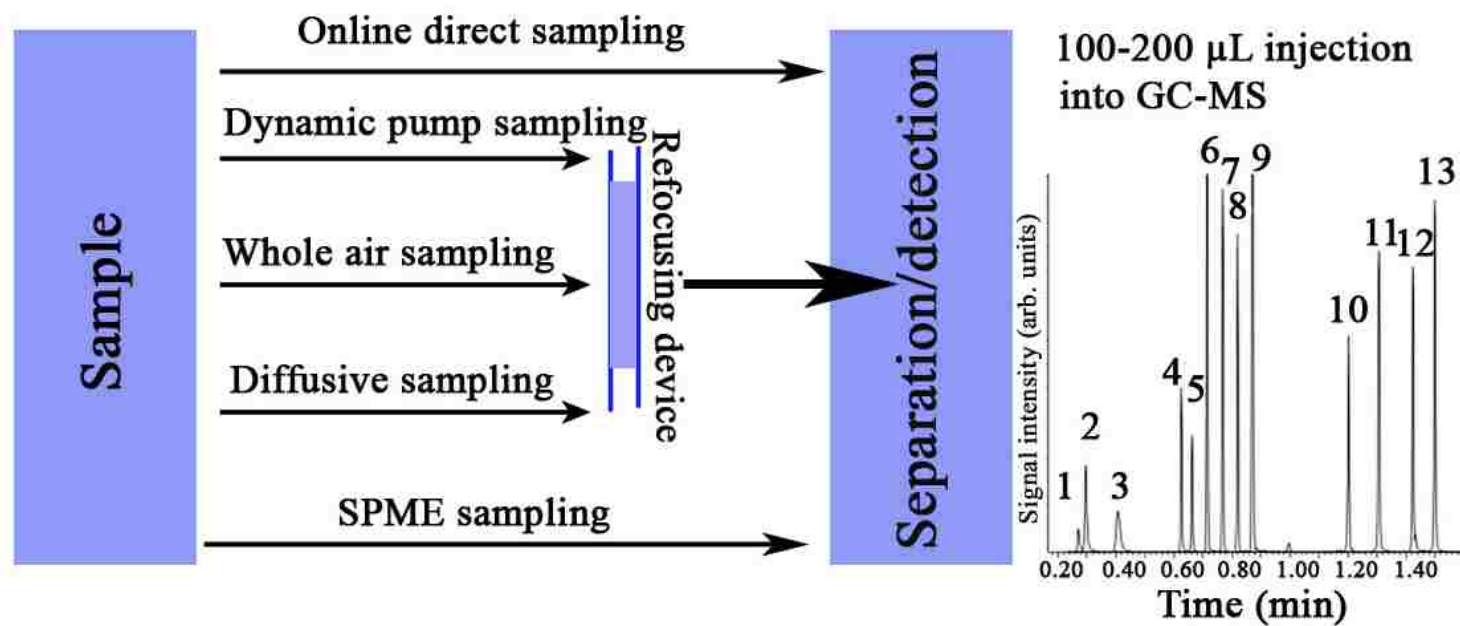 Sample
Online direct sampling
Dynamic pump sampling
Whole air sampling
Diffusive sampling
SPME sampling
Refocusing device
Separation/detection
100-200 µL injection
into GC-MS
Signal intensity (arb. units)
1
2
3
4
5
6
7
8
9
10
11
12
13
0.20 0.40 0.60 0.80 1.00 1.20 1.40
Time (min)